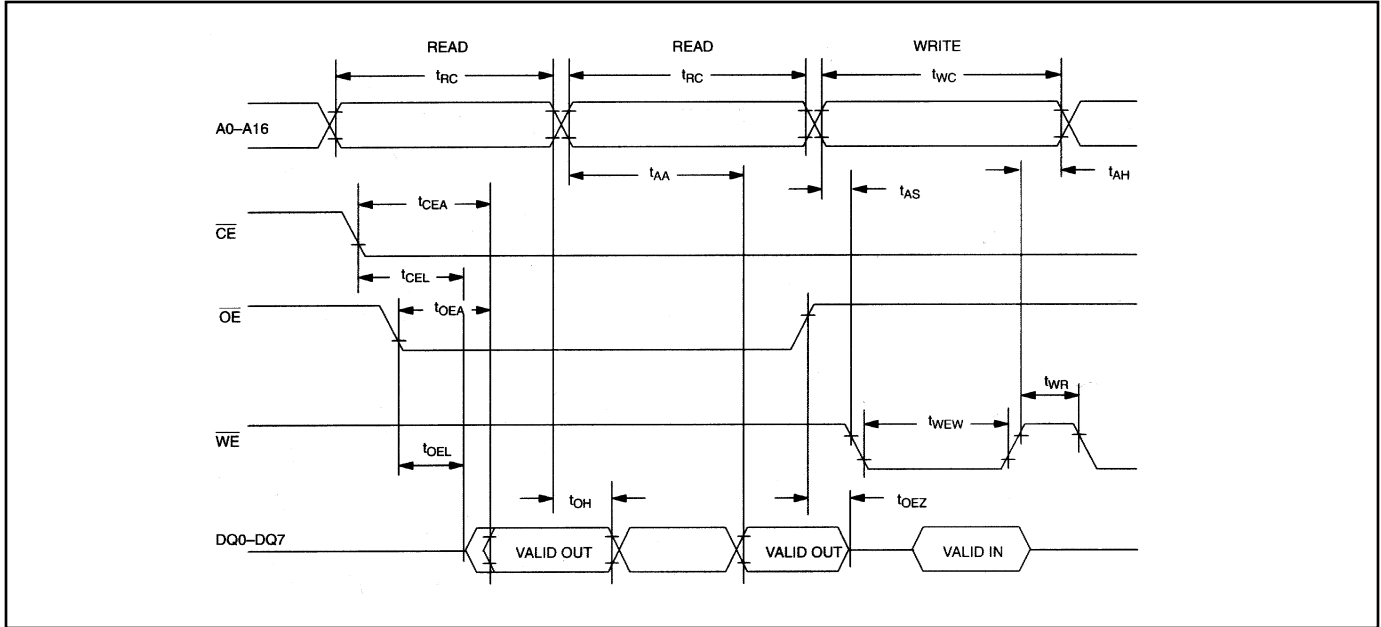 READ READ WRITE
tRC tRC tWC
A0–A16
tAA tAS tAH
tCEA
CE
tCEL
OE tOEA
tWR
WE tWEW
tOEL
tOH tOEZ
DQ0–DQ7 VALID OUT VALID OUT VALID IN